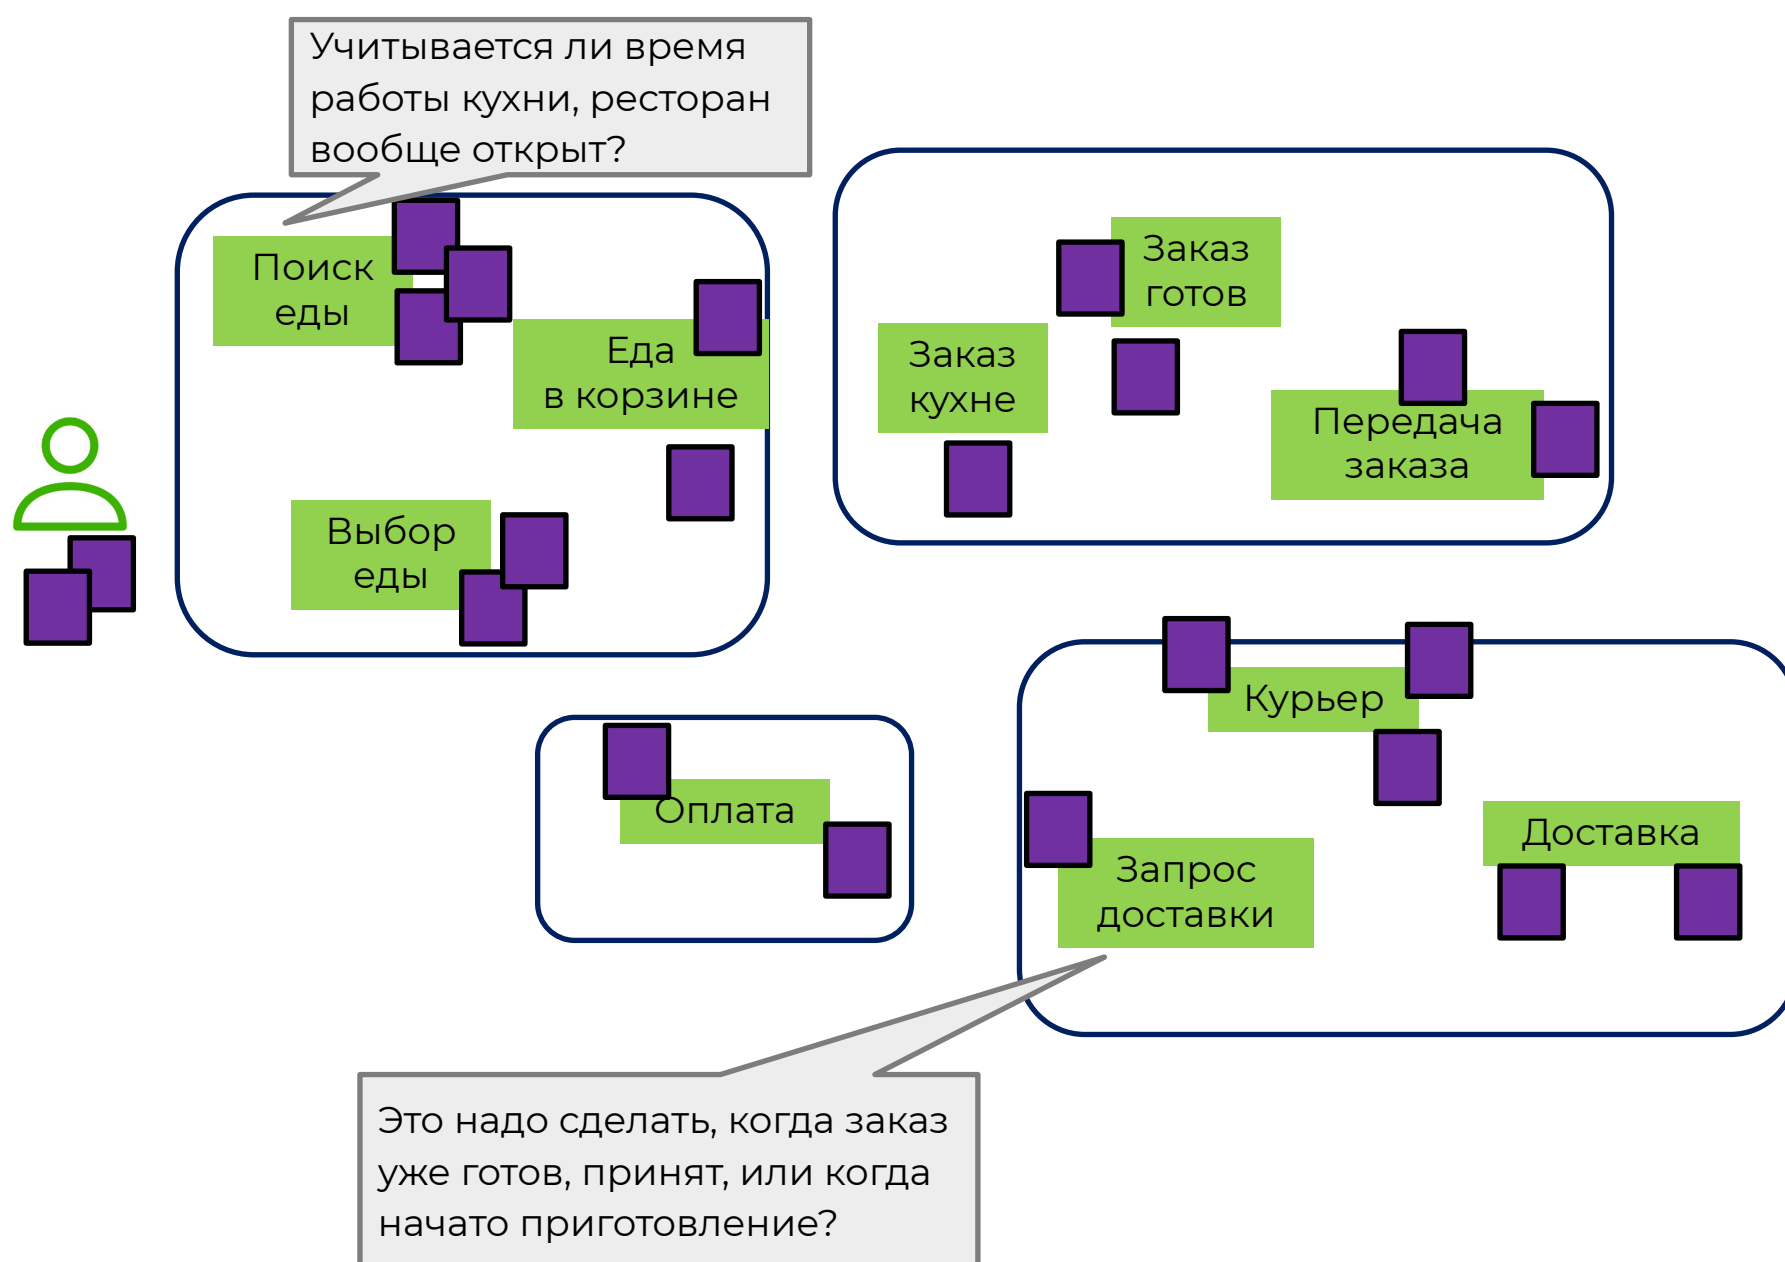 Учитывается ли время
работы кухни, ресторан
вообще открыт?
Поиск
еды
Еда
в корзине
Выбор
еды
Заказ
готов
Заказ
кухне
Передача
заказа
Оплата
Курьер
Доставка
Запрос
доставки
Это надо сделать, когда заказ
уже готов, принят, или когда
начато приготовление?